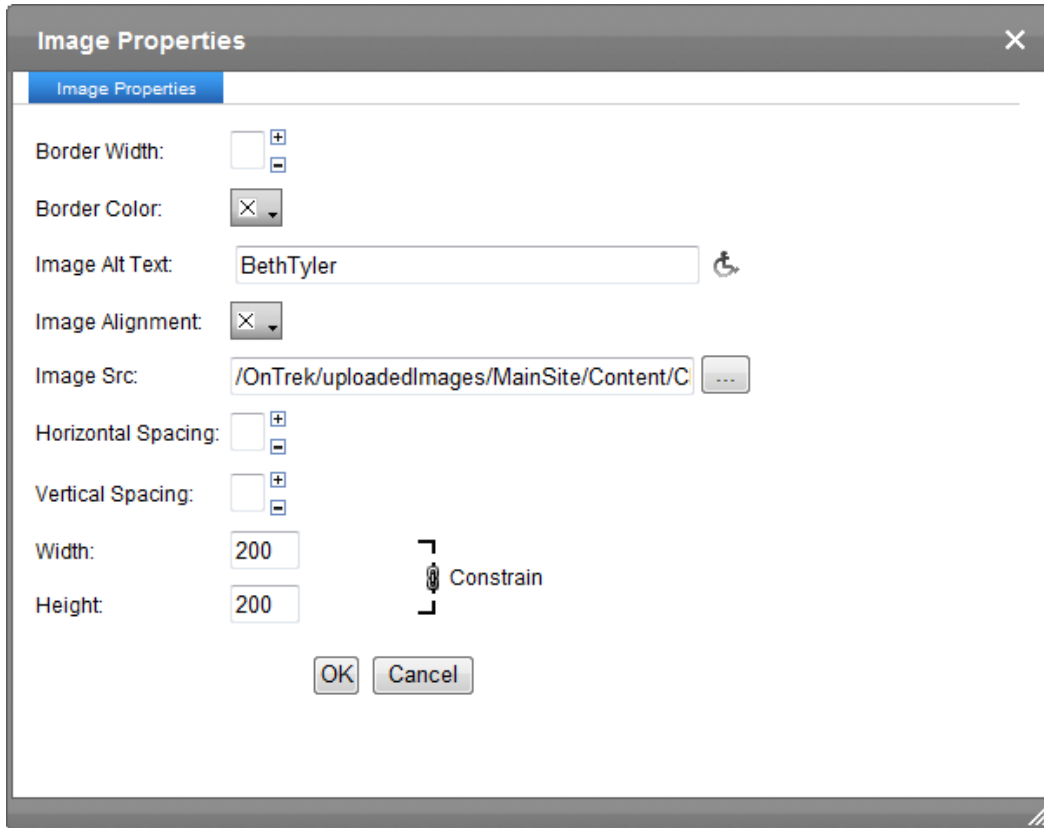 Image Properties
Image Properties
Border Width:
Border Color:
Image Alt Text: BethTyler
Image Alignment:
Image Src: /OnTrek/uploadedImages/MainSite/Content/C ...
Horizontal Spacing:
Vertical Spacing:
Width: 200
Constrain
Height: 200
OK Cancel